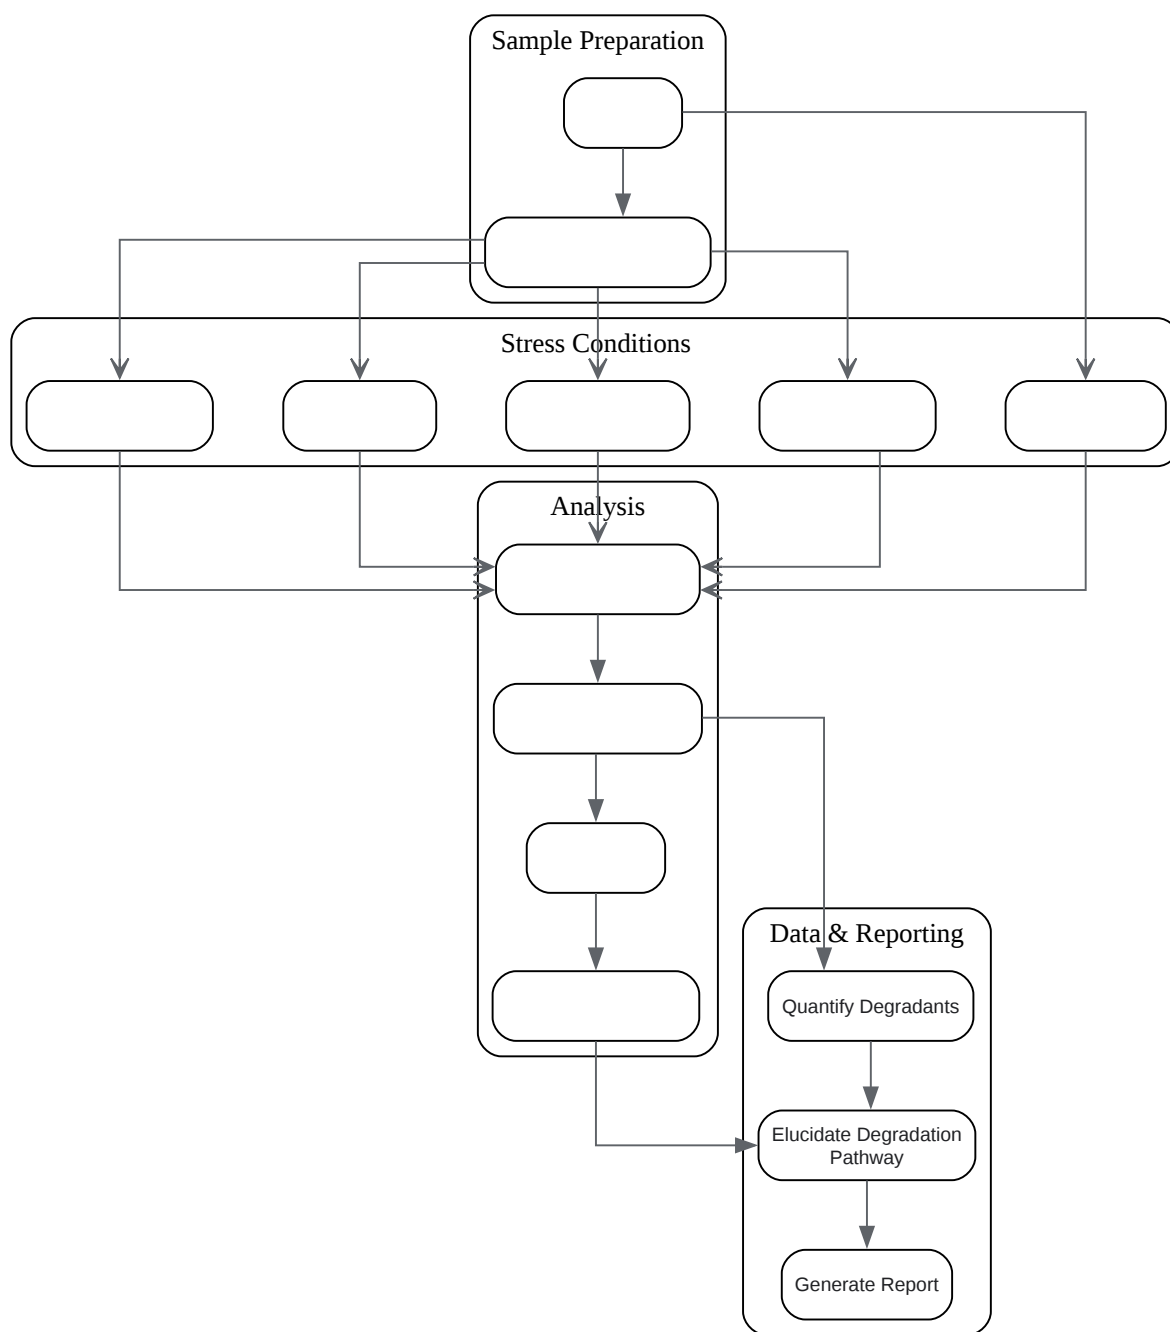 Sample Preparation
Stress Conditions
Analysis
Data & Reporting
Quantify Degradants
Elucidate Degradation
Pathway
Generate Report